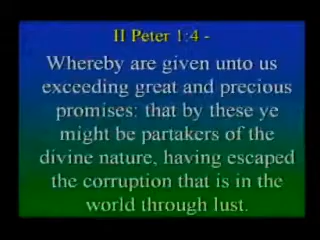 II Peter 1:4 -
Whereby are given unto us
exceeding great and precious
promises: that by these ye
might be partakers of the
divine nature, having escaped
the corruption that is in the
world through lust.